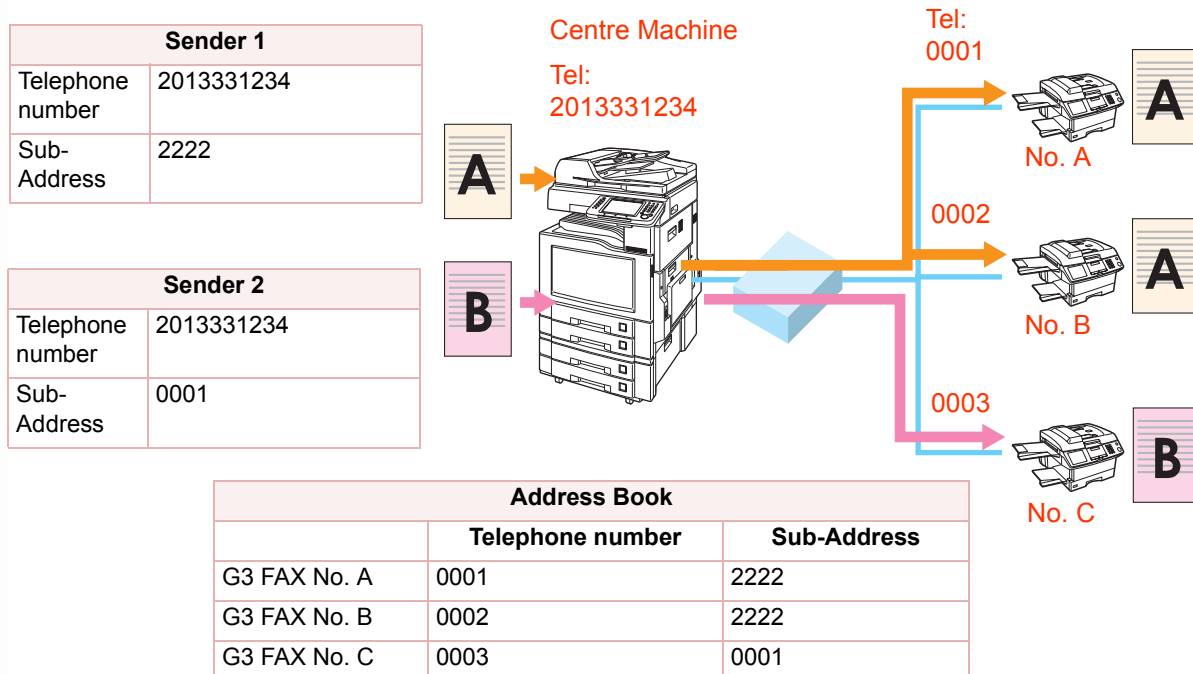 Sender 1
Telephone number 2013331234
Sub-Address 2222
Sender 2
Telephone number 2013331234
Sub-Address 0001
Centre Machine
Tel:
2013331234
A
B
Tel:
0001
A
No. A
0002
A
No. B
0003
B
No. C
Address Book
Telephone number Sub-Address
G3 FAX No. A 0001 2222
G3 FAX No. B 0002 2222
G3 FAX No. C 0003 0001